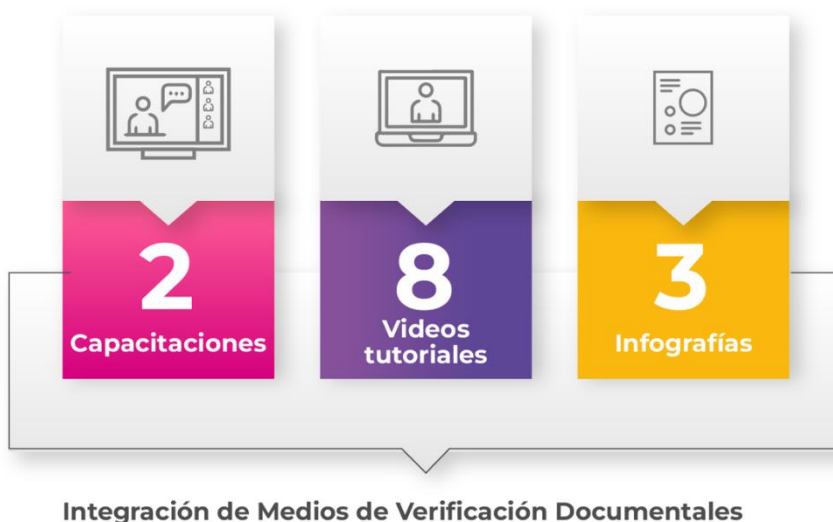 2
Capacitaciones
8
Videos
tutoriales
3
Infografías
Integración de Medios de Verificación Documentales